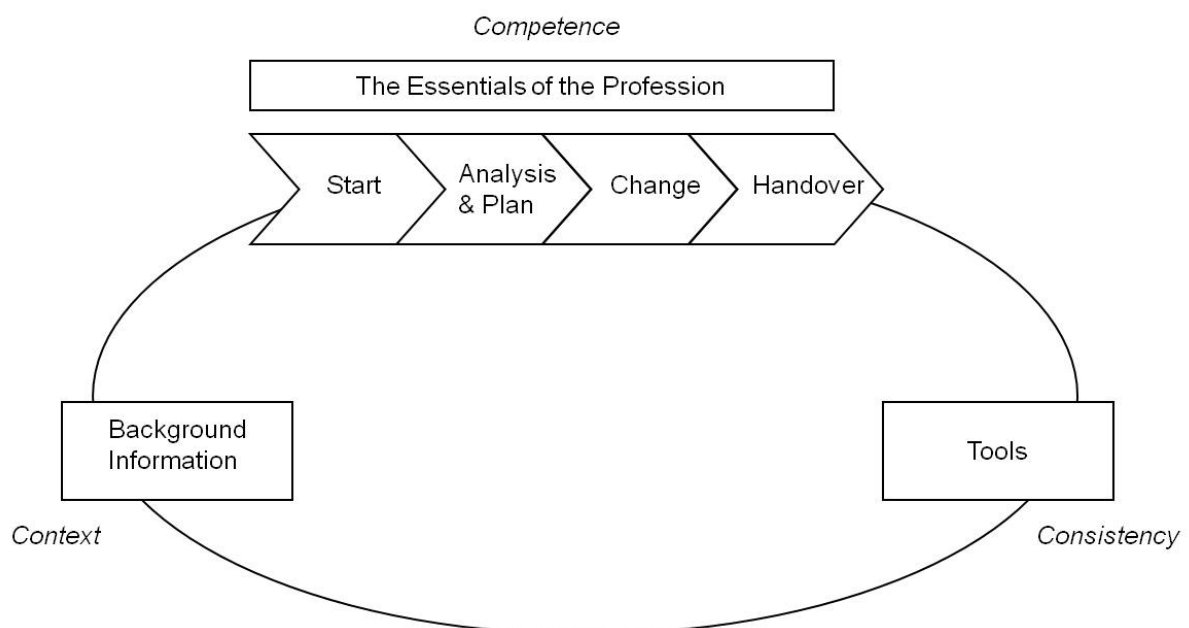 Competence
The Essentials of the Profession
Start
Analysis
& Plan
Change
Handover
Background
Information
Tools
Context
Consistency